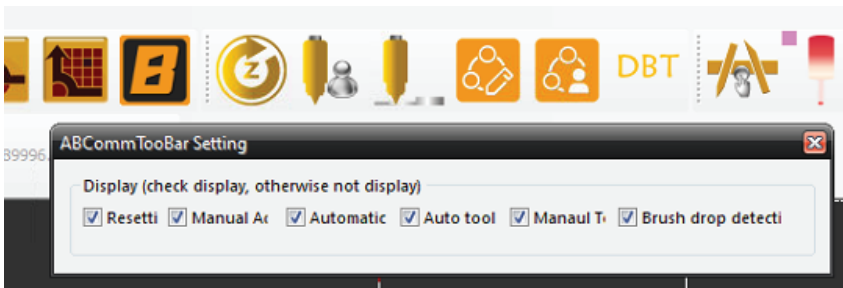 B
Z
DBT
89996.
ABCommTooBar Setting
Display (check display, otherwise not display)
Resetti Manual Ac Automatic Auto tool Manaul T Brush drop detecti